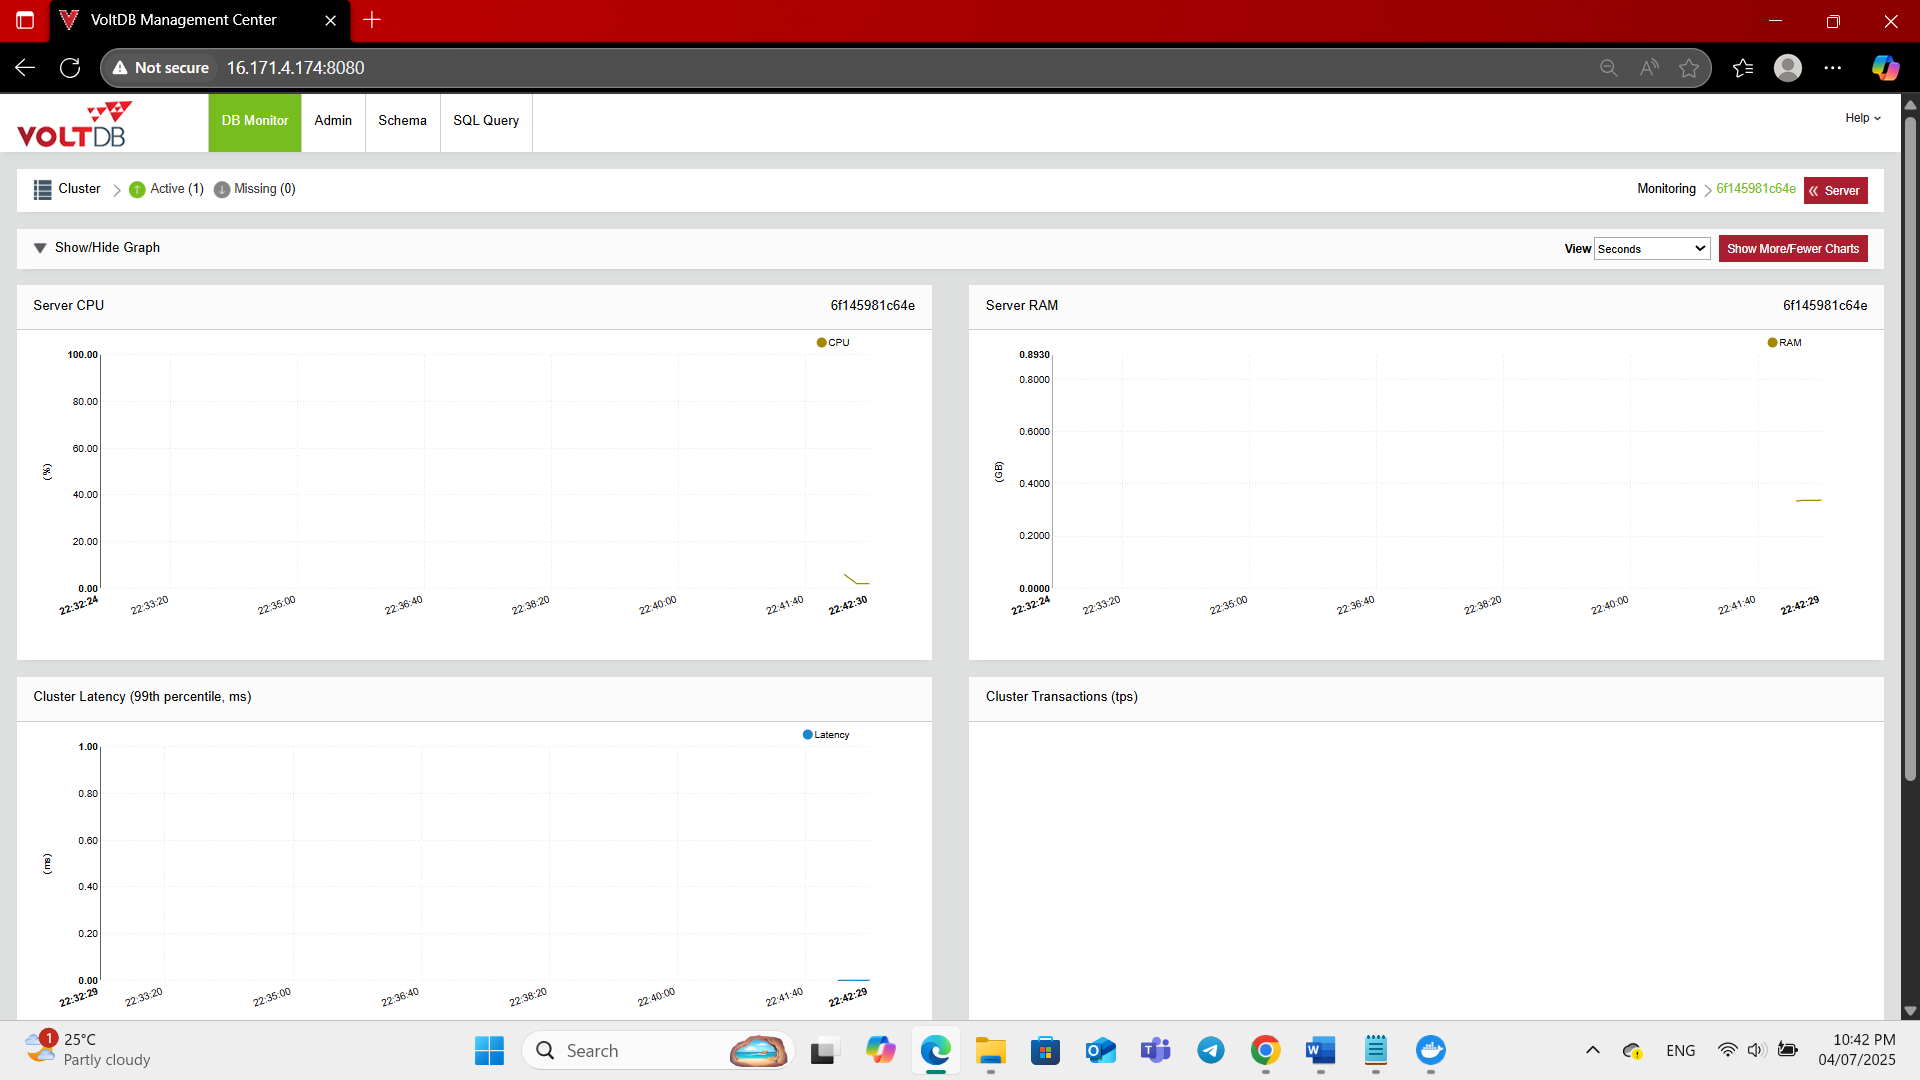 VoltDB Management Center
Not secure 16.171.4.174:8080
VOLTDB DB Monitor Admin Schema SQL Query Help
Cluster Active (1) Missing (0) Monitoring 6f145981c64e « Server
Show/Hide Graph View Seconds Show More/Fewer Charts
Server CPU 6f145981c64e
CPU
100.00
80.00
60.00
(%)
40.00
20.00
0.00
22:32:24 22:33:20 22:35:00 22:36:40 22:38:20 22:40:00 22:41:40 22:42:30
Server RAM 6f145981c64e
RAM
0.8930
0.8000
0.6000
(GB)
0.4000
0.2000
0.0000
22:32:24 22:33:20 22:35:00 22:36:40 22:38:20 22:40:00 22:41:40 22:42:29
Cluster Latency (99th percentile, ms)
Latency
1.00
0.80
0.60
(ms)
0.40
0.20
0.00
22:32:29 22:33:20 22:35:00 22:36:40 22:38:20 22:40:00 22:41:40 22:42:29
Cluster Transactions (tps)
1 25°C
Partly cloudy
Search
ENG
10:42 PM
04/07/2025